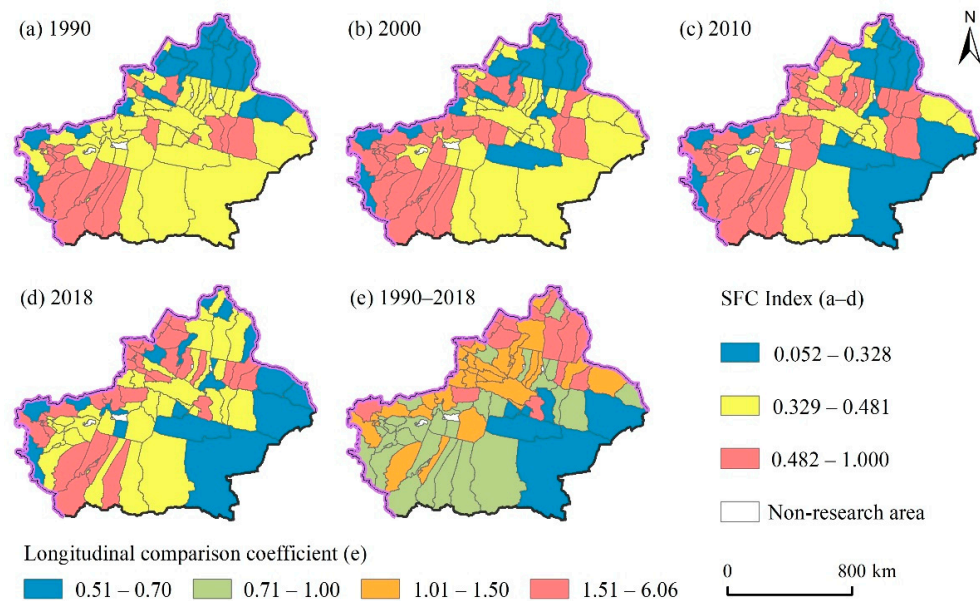 (a) 1990
(b) 2000
(c) 2010
N
(d) 2018
(e) 1990–2018
SFC Index (a–d)
0.052 – 0.328
0.329 – 0.481
0.482 – 1.000
Non-research area
Longitudinal comparison coefficient (e)
0.51 – 0.70
0.71 – 1.00
1.01 – 1.50
1.51 – 6.06
0
800 km